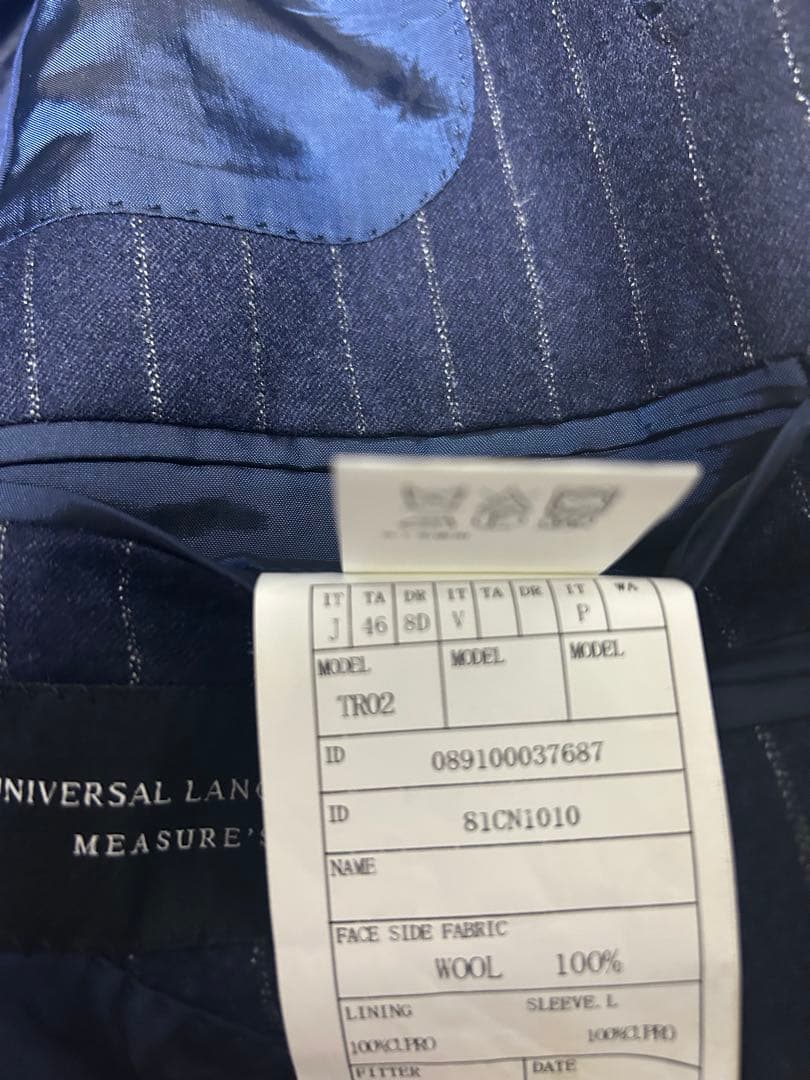 IT TA DR IT TA DR IT WA
J 46 8D V P
MODEL MODEL MODEL
TR02
ID 089100037687
ID 81CN1010
NAME
FACE SIDE FABRIC
WOOL 100%
LINING SLEEVE. L
100%CUPRO 100%CUPRO
FITTER DATE
NIVERSAL LAN
MEASURE'S